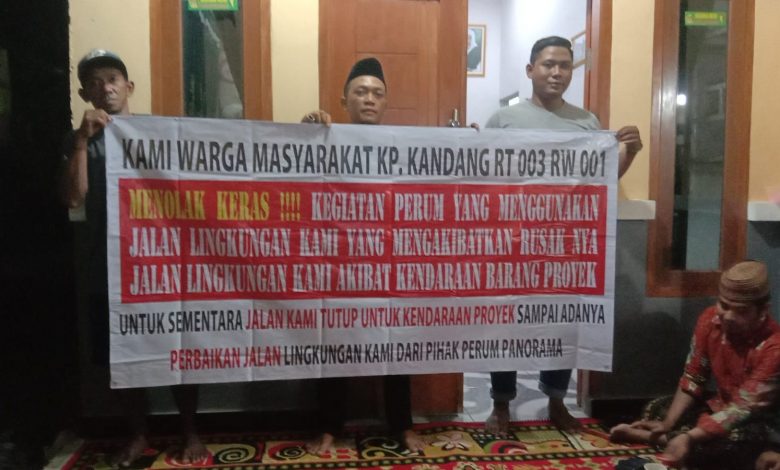 KAMI WARGA MASYARAKAT KP. KANDANG RT 003 RW 001
MENOLAK KERAS !!!! KEGIATAN PERUM YANG MENGGUNAKAN
JALAN LINGKUNGAN KAMI YANG MENGAKIBATKAN RUSAK NYA
JALAN LINGKUNGAN KAMI AKIBAT KENDARAAN BARANG PROYEK
UNTUK SEMENTARA JALAN KAMI TUTUP UNTUK KENDARAAN PROYEK SAMPAI ADANYA
PERBAIKAN JALAN LINGKUNGAN KAMI DARI PIHAK PERUM PANORAMA